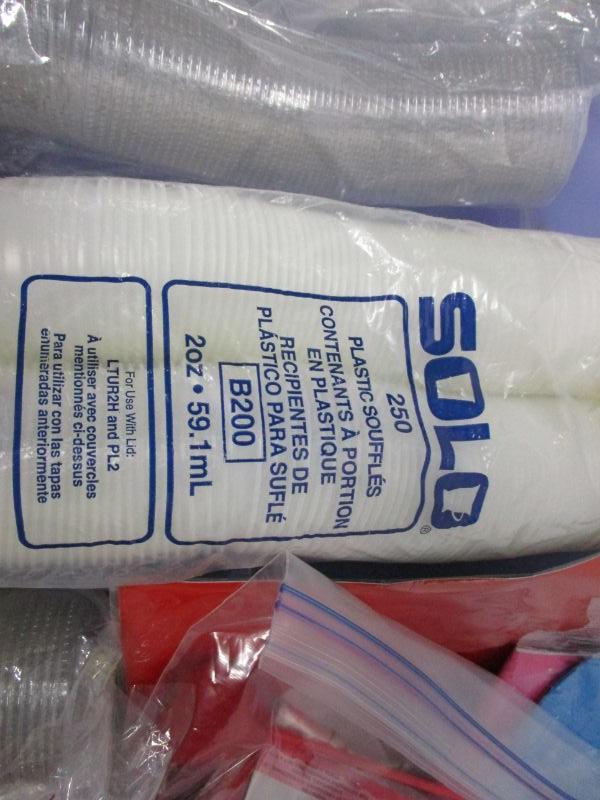 SOLO
®
250
PLASTIC SOUFFLÉS
CONTENANTS À PORTION
EN PLASTIQUE
RECIPIENTES DE
PLÁSTICO PARA SUFLÉ
B200
2oz • 59.1mL
For Use With Lid:
LTUR2H and PL2
À utiliser avec couvercles
mentionnés ci-dessus
Para utilizar con las tapas
enumeradas anteriormente